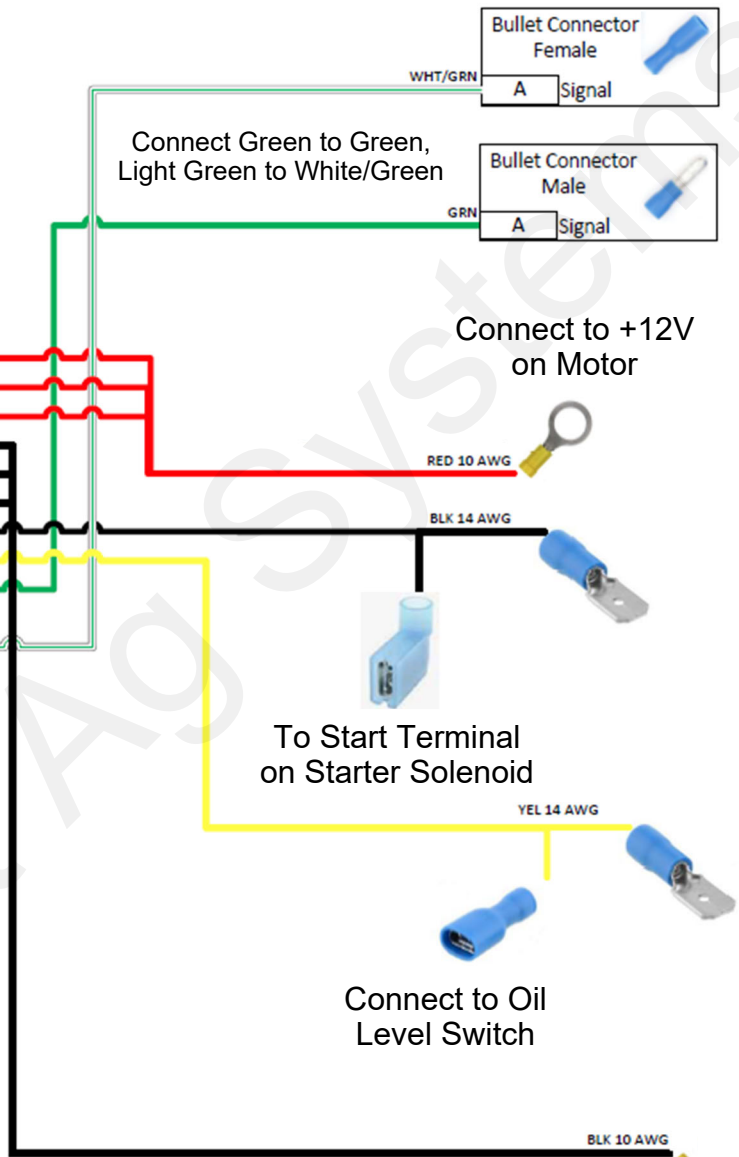 Bullet Connector
Female
WHT/GRN
A
Signal
Connect Green to Green,
Light Green to White/Green
Bullet Connector
Male
GRN
A
Signal
Connect to +12V
on Motor
RED 10 AWG
BLK 14 AWG
To Start Terminal
on Starter Solenoid
YEL 14 AWG
Connect to Oil
Level Switch
BLK 10 AWG
Ag Systems